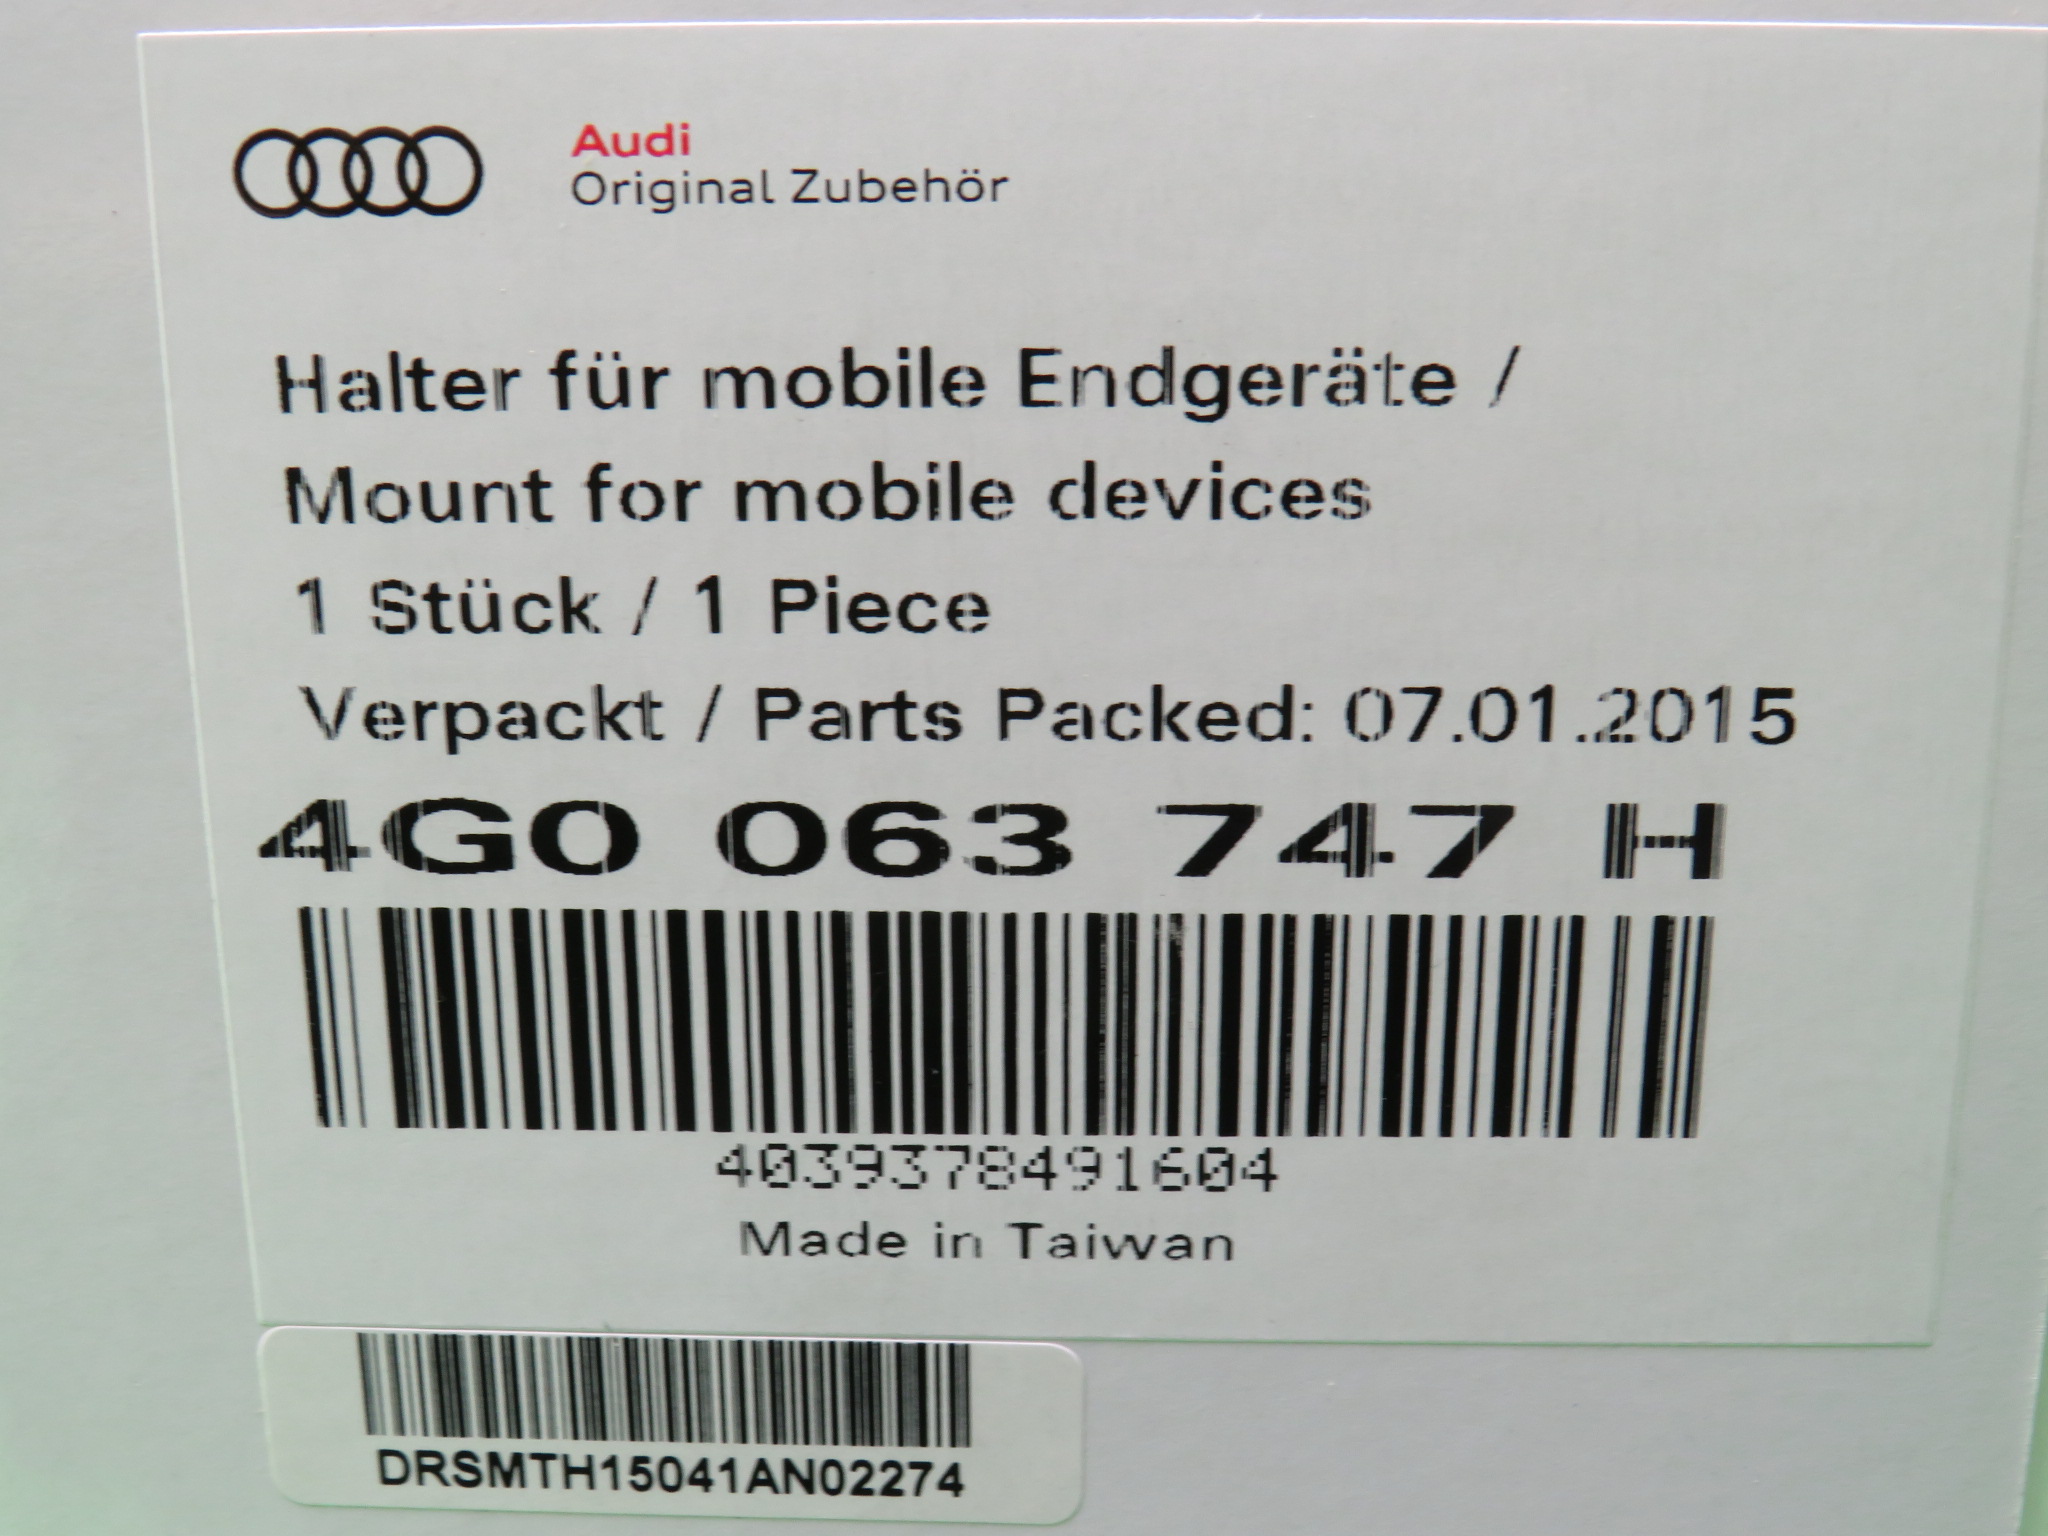 Audi
Original Zubehör
Halter für mobile Endgeräte /
Mount for mobile devices
1 Stück / 1 Piece
Verpackt / Parts Packed: 07.01.2015
4G0 063 747 H
4039378491604
Made in Taiwan
DRSMTH15041AN02274